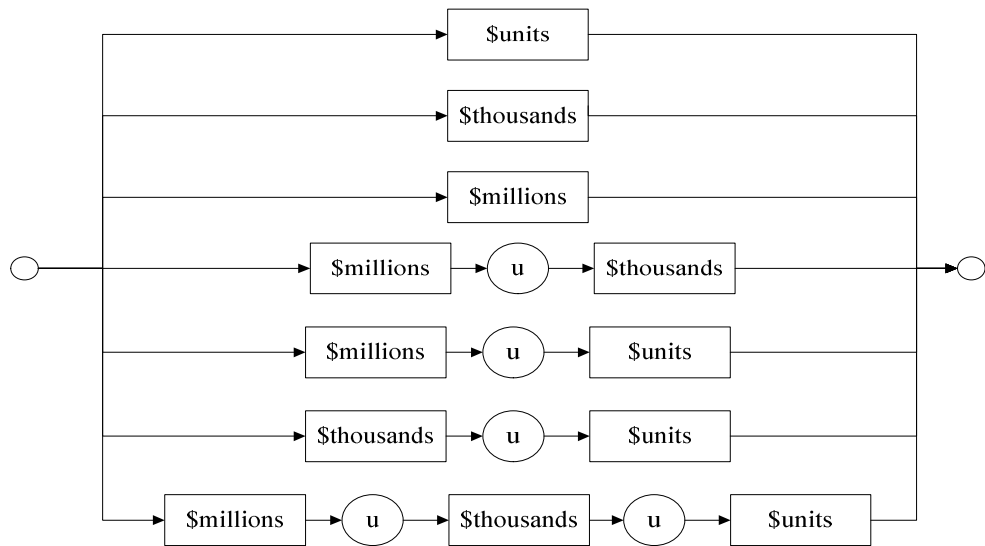 $units
$thousands
$millions
$millions u $thousands
$millions u $units
$thousands u $units
$millions u $thousands u $units